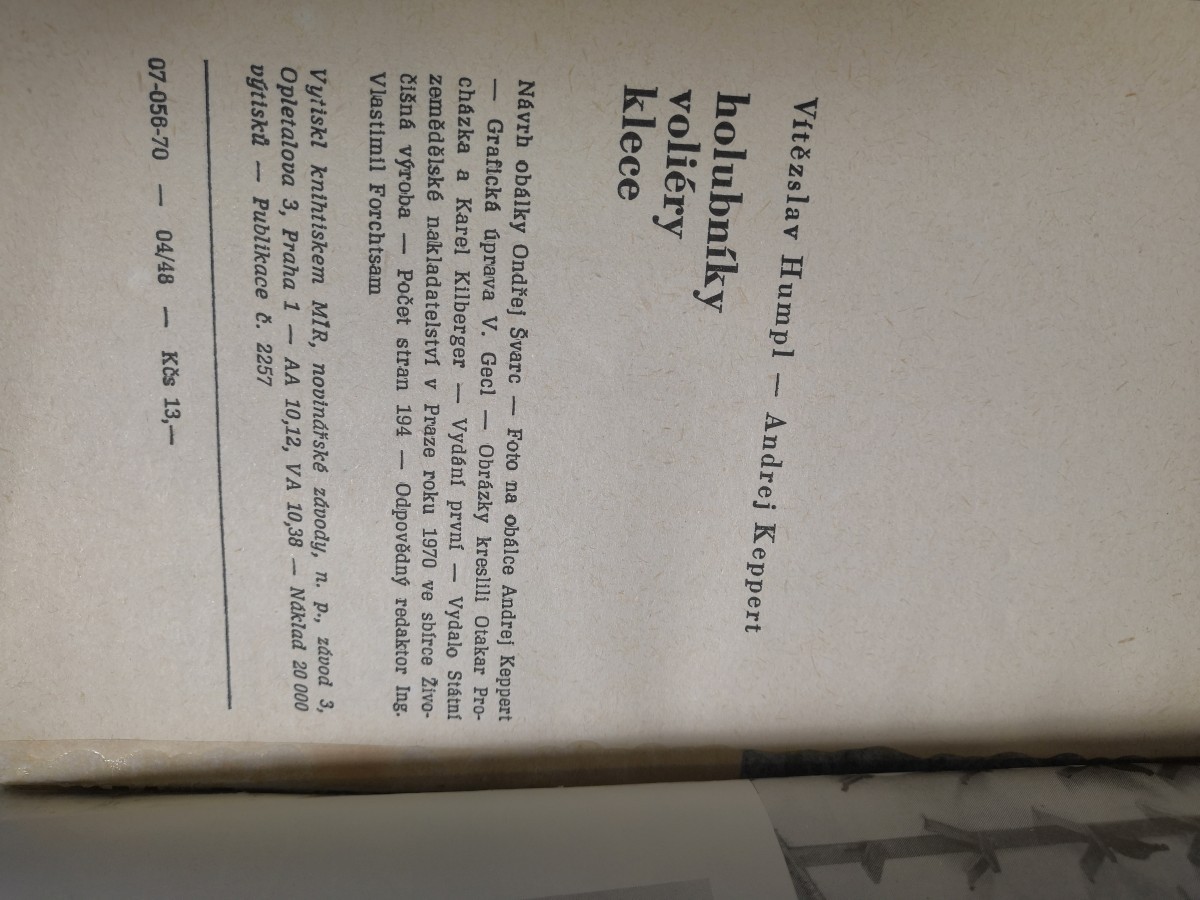 Vítězslav Humpl — Andrej Keppert
holubníky
voliéry
klece
Návrh obálky Ondřej Švarc — Foto na obálce Andrej Keppert
— Grafická úprava V. Gecl — Obrázky kreslili Otakar Pro-
cházka a Karel Kilberger — Vydání první — Vydalo Státní
zemědělské nakladatelství v Praze roku 1970 ve sbírce Živo-
čišná výroba — Počet stran 194 — Odpovědný redaktor Ing.
Vlastimil Forchtsam
Vytiskl knihtiskem MÍR, novinářské závody, n. p., závod 3,
Opletalova 3, Praha 1 — AA 10,12, VA 10,38 — Náklad 20 000
výtisků — Publikace č. 2257
07-056-70 — 04/48 — Kčs 13,—